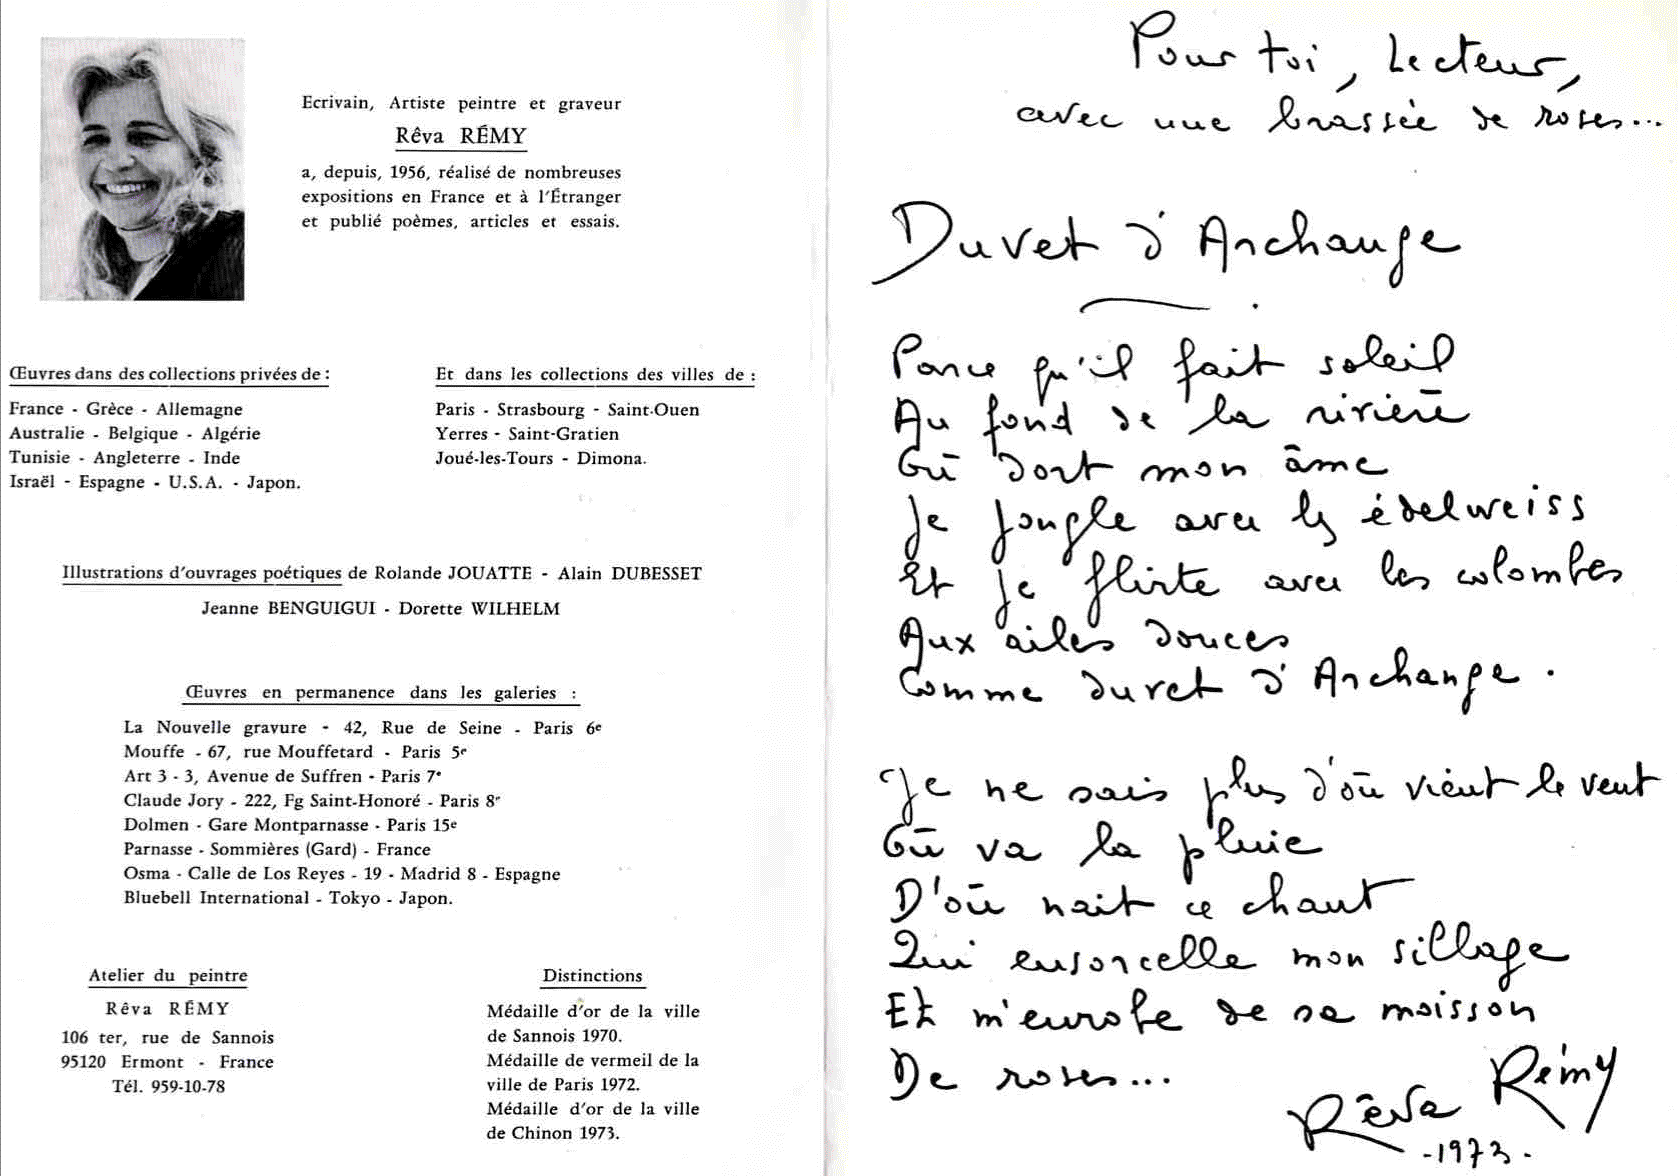 Ecrivain, Artiste peintre et graveur
Rêva RÉMY
a, depuis, 1956, réalisé de nombreuses
expositions en France et à l'Étranger
et publié poèmes, articles et essais.
Œuvres dans des collections privées de :
France - Grèce - Allemagne
Australie - Belgique - Algérie
Tunisie - Angleterre - Inde
Israël - Espagne - U.S.A. - Japon.
Et dans les collections des villes de :
Paris - Strasbourg - Saint-Ouen
Yerres - Saint-Gratien
Joué-les-Tours - Dimona.
Illustrations d'ouvrages poétiques de Rolande JOUATTE - Alain DUBESSET
Jeanne BENGUIGUI - Dorette WILHELM
Œuvres en permanence dans les galeries :
La Nouvelle gravure - 42, Rue de Seine - Paris 6e
Mouffe - 67, rue Mouffetard - Paris 5e
Art 3 - 3, Avenue de Suffren - Paris 7e
Claude Jory - 222, Fg Saint-Honoré - Paris 8e
Dolmen - Gare Montparnasse - Paris 15e
Parnasse - Sommières (Gard) - France
Osma - Calle de Los Reyes - 19 - Madrid 8 - Espagne
Bluebell International - Tokyo - Japon.
Atelier du peintre
Rêva RÉMY
106 ter, rue de Sannois
95120 Ermont - France
Tél. 959-10-78
Distinctions
Médaille d'or de la ville
de Sannois 1970.
Médaille de vermeil de la
ville de Paris 1972.
Médaille d'or de la ville
de Chinon 1973.
Pour toi, Lecteur,
avec une brassée de roses...
Duvet d'Archange
Parce qu'il fait soleil
Au fond de la rivière
Où dort mon âme
Je jongle avec les édelweiss
Et je flirte avec les colombes
Aux ailes douces
Comme duvet d'Archange.
Je ne sais plus d'où vient le vent
Où va la pluie
D'où nait ce chant
Qui ensorcelle mon sillage
Et m'enrobe de sa moisson
De roses...
Rêva Rémy
-1973-